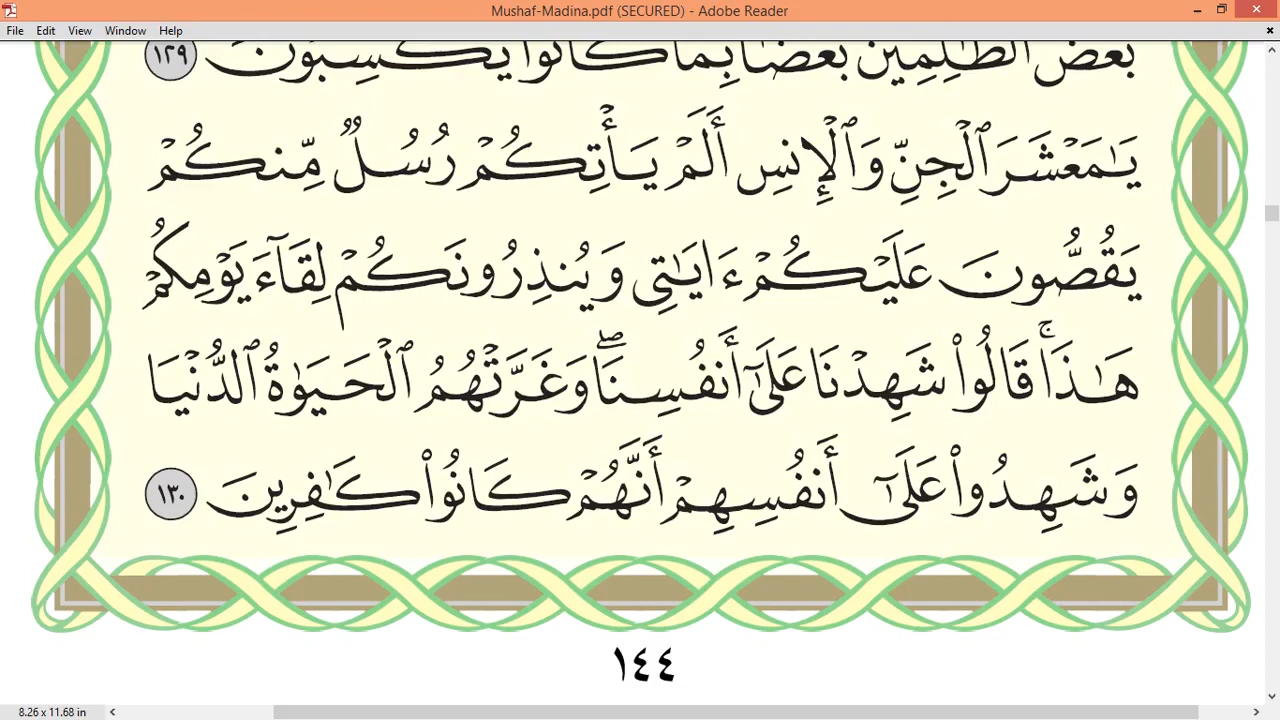 Mushaf-Madina.pdf (SECURED) - Adobe Reader
File Edit View Window Help
بَعْضَ ٱلظَّـٰلِمِينَ بَعْضًۢا بِمَا كَانُوا۟ يَكْسِبُونَ ١٢٩
يَـٰمَعْشَرَ ٱلْجِنِّ وَٱلْإِنسِ أَلَمْ يَأْتِكُمْ رُسُلٌ مِّنكُمْ
يَقُصُّونَ عَلَيْكُمْ ءَايَـٰتِى وَيُنذِرُونَكُمْ لِقَآءَ يَوْمِكُمْ
هَـٰذَا ۚ قَالُوا۟ شَهِدْنَا عَلَىٰٓ أَنفُسِنَا ۖ وَغَرَّتْهُمُ ٱلْحَيَوٰةُ ٱلدُّنْيَا
وَشَهِدُوا۟ عَلَىٰٓ أَنفُسِهِمْ أَنَّهُمْ كَانُوا۟ كَـٰفِرِينَ ١٣٠
١٤٤
8.26 x 11.68 in